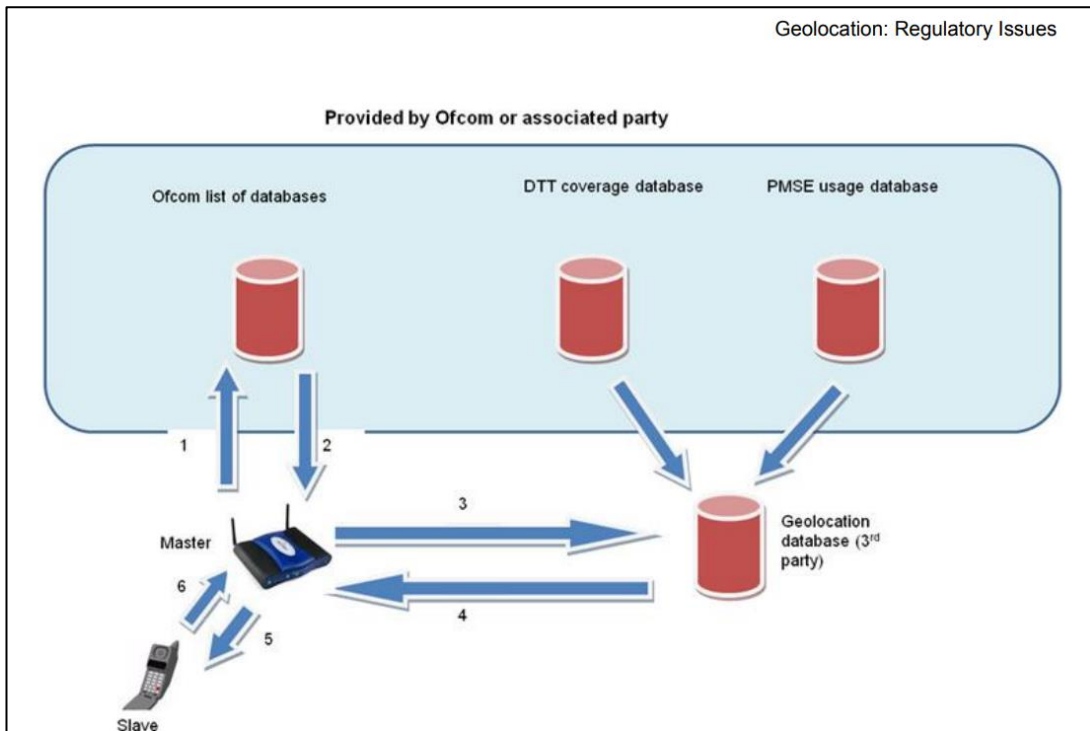 Geolocation: Regulatory Issues
Provided by Ofcom or associated party
Ofcom list of databases
DTT coverage database
PMSE usage database
1
2
3
Master
Geolocation
database (3rd
party)
4
6
5
Slave